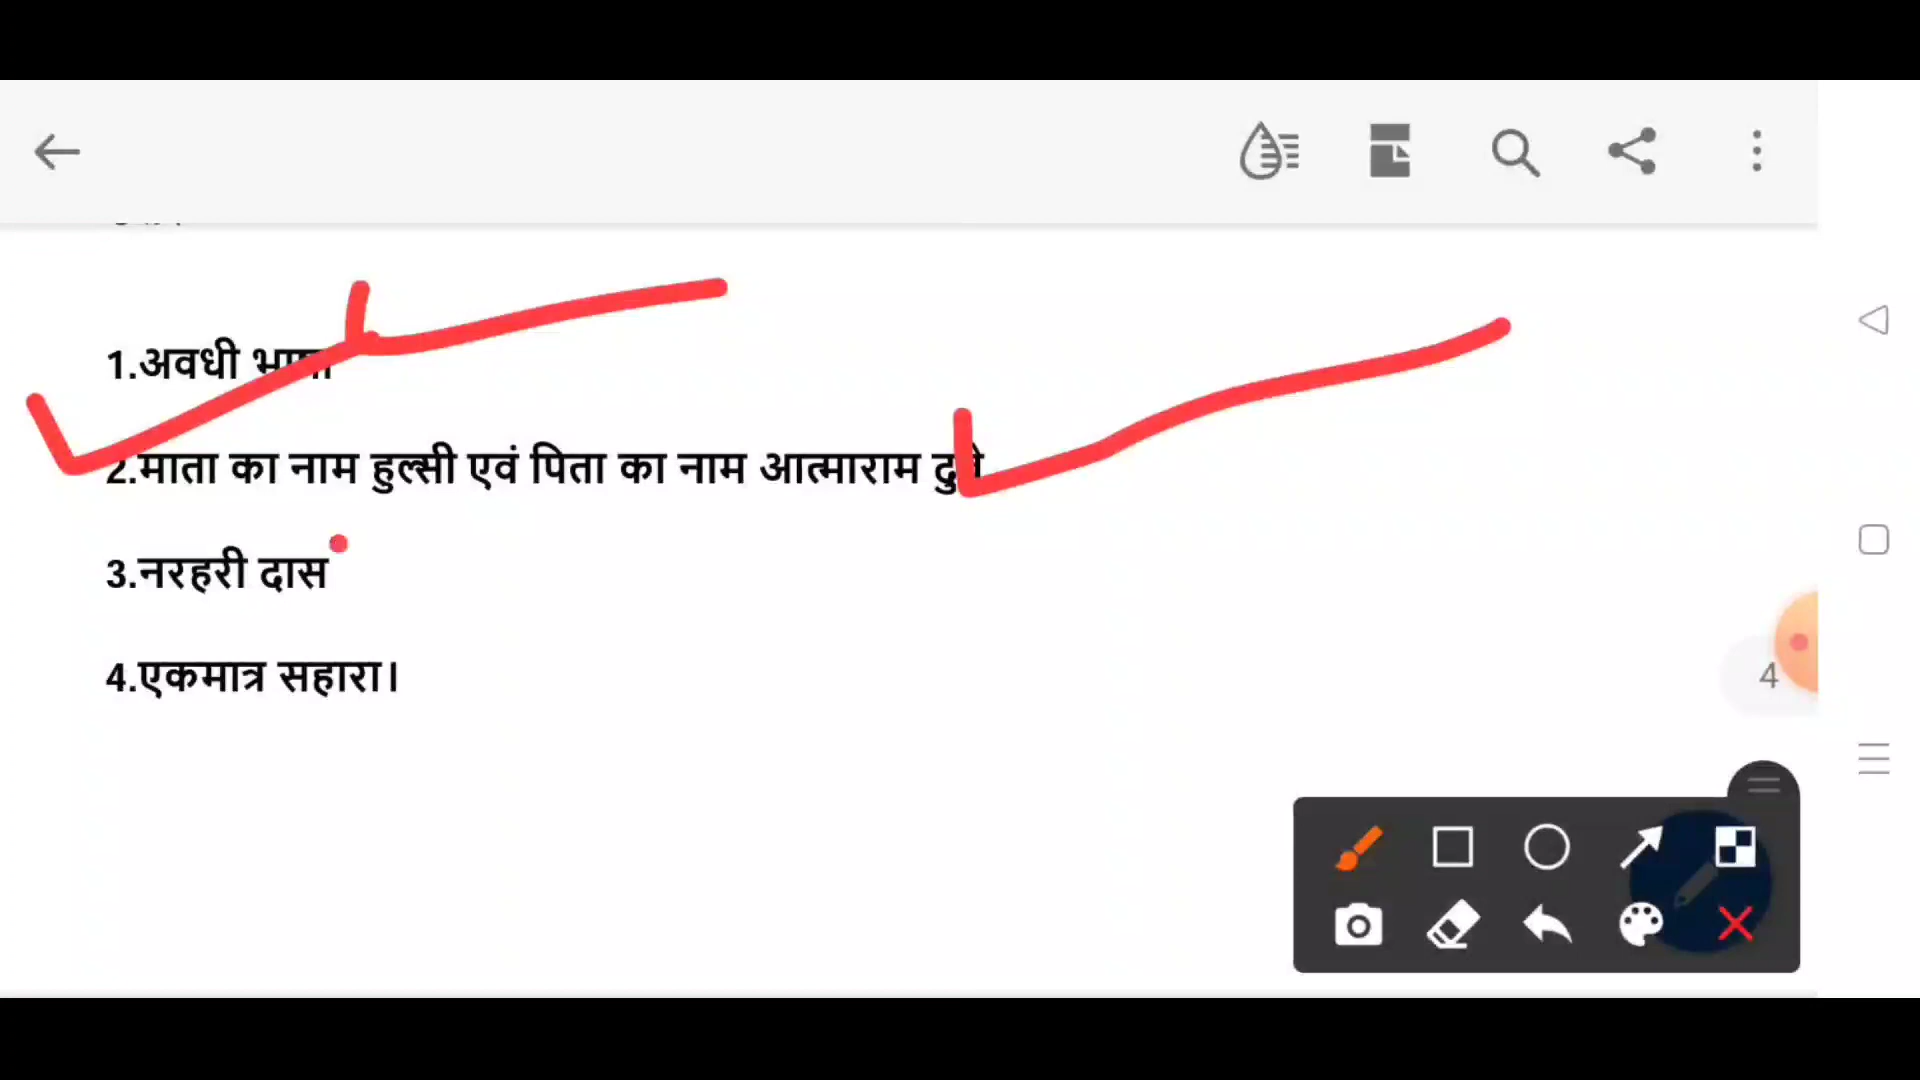 1.अवधी भाषा
2.माता का नाम हुल्सी एवं पिता का नाम आत्माराम दुबे
3.नरहरी दास
4.एकमात्र सहारा।
4